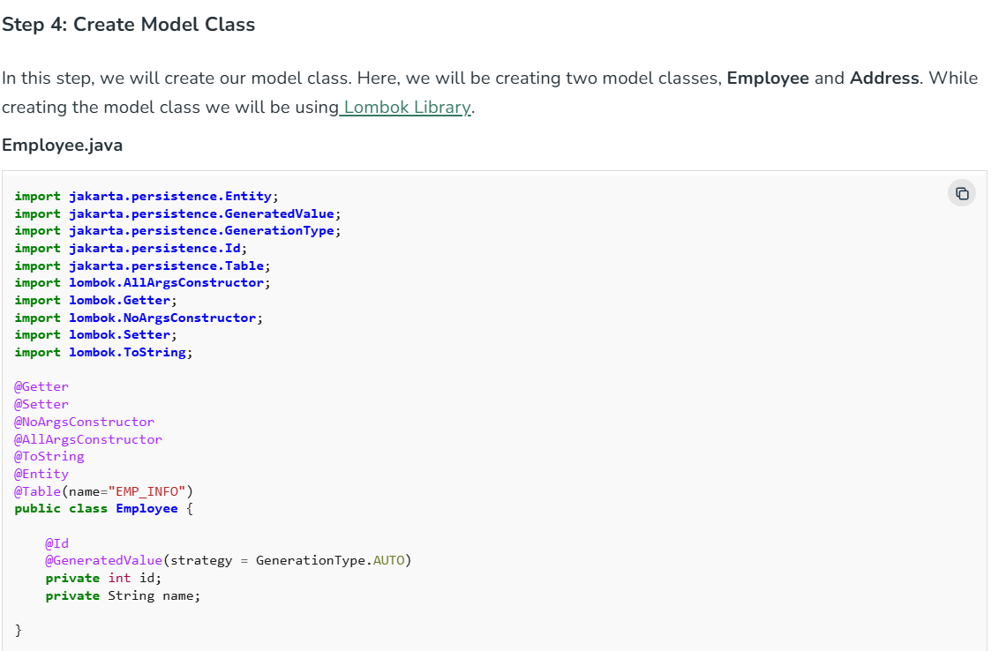 Step 4: Create Model Class
In this step, we will create our model class. Here, we will be creating two model classes, Employee and Address. While
creating the model class we will be using Lombok Library.
Employee.java
import jakarta.persistence.Entity;
import jakarta.persistence.GeneratedValue;
import jakarta.persistence.GenerationType;
import jakarta.persistence.Id;
import jakarta.persistence.Table;
import lombok.AllArgsConstructor;
import lombok.Getter;
import lombok.NoArgsConstructor;
import lombok.Setter;
import lombok.ToString;
@Getter
@Setter
@NoArgsConstructor
@AllArgsConstructor
@ToString
@Entity
@Table(name="EMP_INFO")
public class Employee {
@Id
@GeneratedValue(strategy = GenerationType.AUTO)
private int id;
private String name;
}